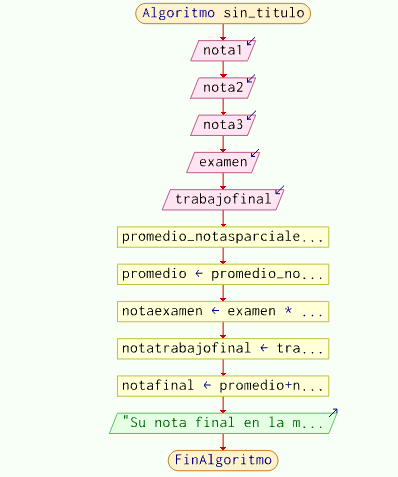 Algoritmo sin_titulo
nota1
nota2
nota3
examen
trabajofinal
promedio_notasparciale...
promedio ← promedio_no...
notaexamen ← examen * ...
notatrabajofinal ← tra...
notafinal ← promedio+n...
"Su nota final en la m...
FinAlgoritmo